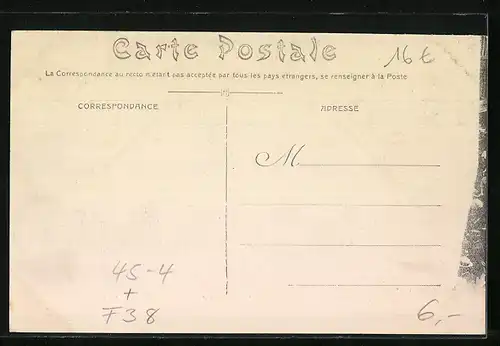 Carte Postale
16 €
La Correspondance au recto n'étant pas acceptée par tous les pays étrangers, se renseigner à la Poste
CORRESPONDANCE
ADRESSE
M
45-4
+
F38
6,-